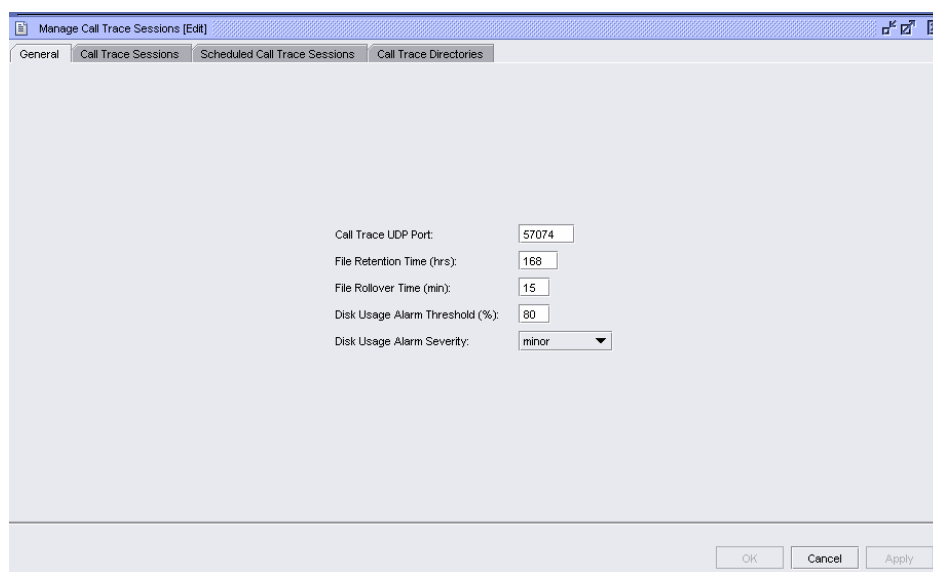 Manage Call Trace Sessions [Edit]
General Call Trace Sessions Scheduled Call Trace Sessions Call Trace Directories
Call Trace UDP Port: 57074
File Retention Time (hrs): 168
File Rollover Time (min): 15
Disk Usage Alarm Threshold (%): 80
Disk Usage Alarm Severity: minor
OK Cancel Apply